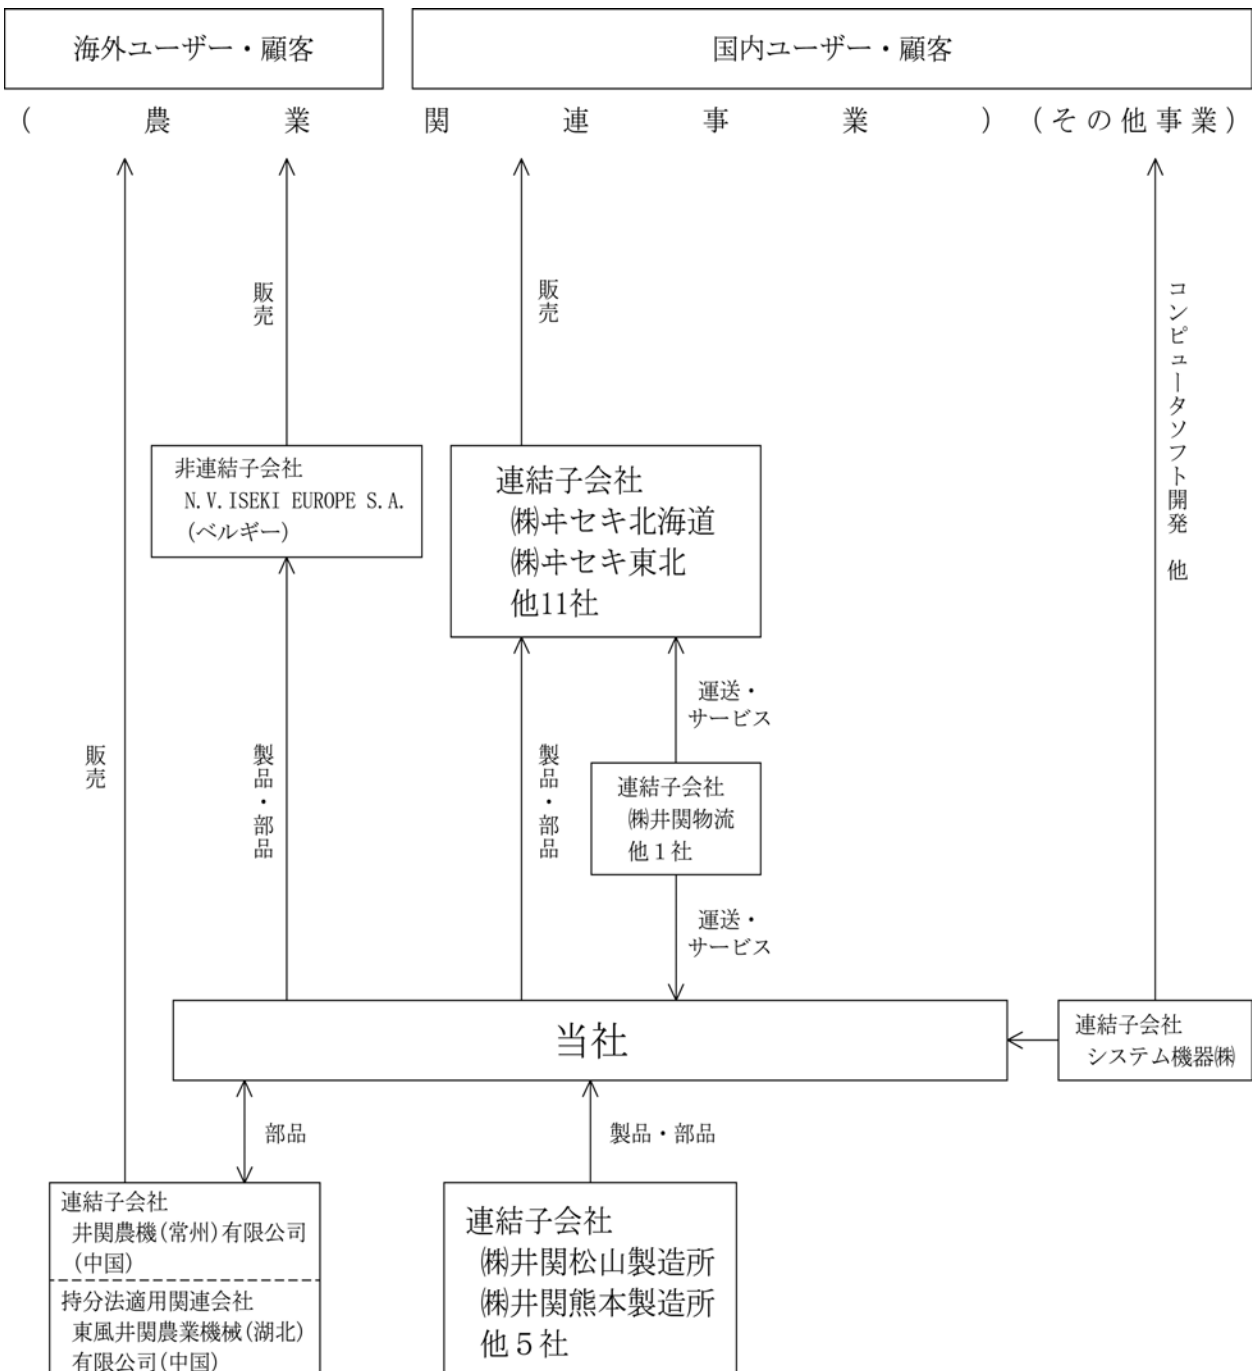 海外ユーザー・顧客
国内ユーザー・顧客
(農業関連事業)
(その他事業)
販売
販売
コンピュータソフト開発 他
非連結子会社
N.V.ISEKI EUROPE S.A.
(ベルギー)
連結子会社
㈱ヰセキ北海道
㈱ヰセキ東北
他11社
運送・
サービス
販売
製品・部品
製品・部品
連結子会社
㈱井関物流
他１社
運送・
サービス
当社
連結子会社
システム機器㈱
部品
製品・部品
連結子会社
井関農機(常州)有限公司
(中国)
持分法適用関連会社
東風井関農業機械(湖北)
有限公司(中国)
連結子会社
㈱井関松山製造所
㈱井関熊本製造所
他５社